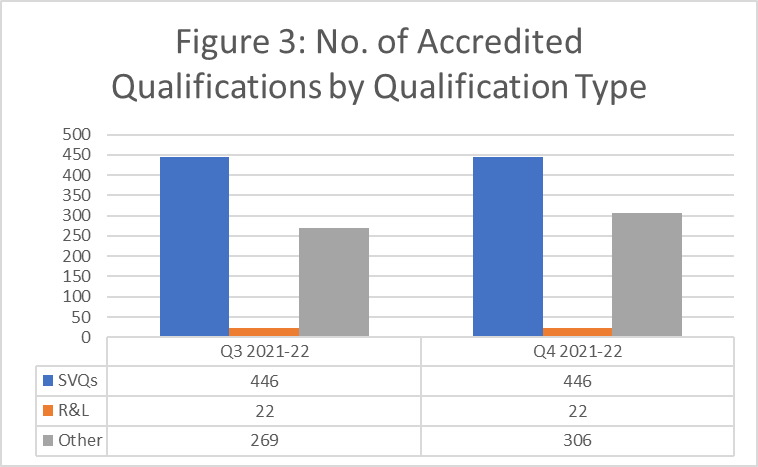 Figure 3: No. of Accredited
Qualifications by Qualification Type
500
450
400
350
300
250
200
150
100
50
0
Q3 2021-22 Q4 2021-22
SVQs 446 446
R&L 22 22
Other 269 306